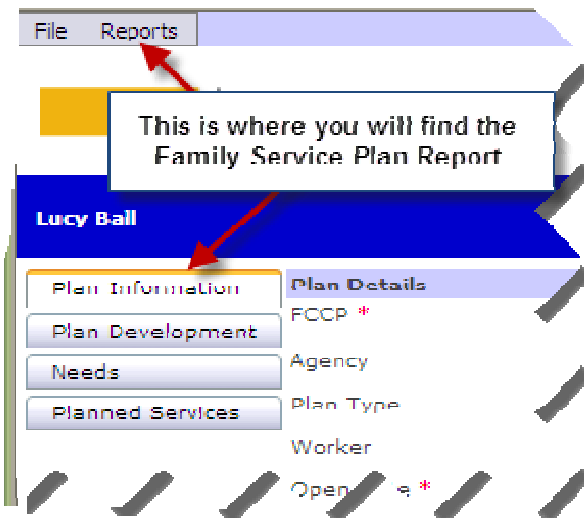 File Reports
This is where you will find the
Family Service Plan Report
Lucy Ball
Plan Information
Plan Details
FCCP *
Plan Development
Agency
Needs
Plan Type
Planned Services
Worker
Open *